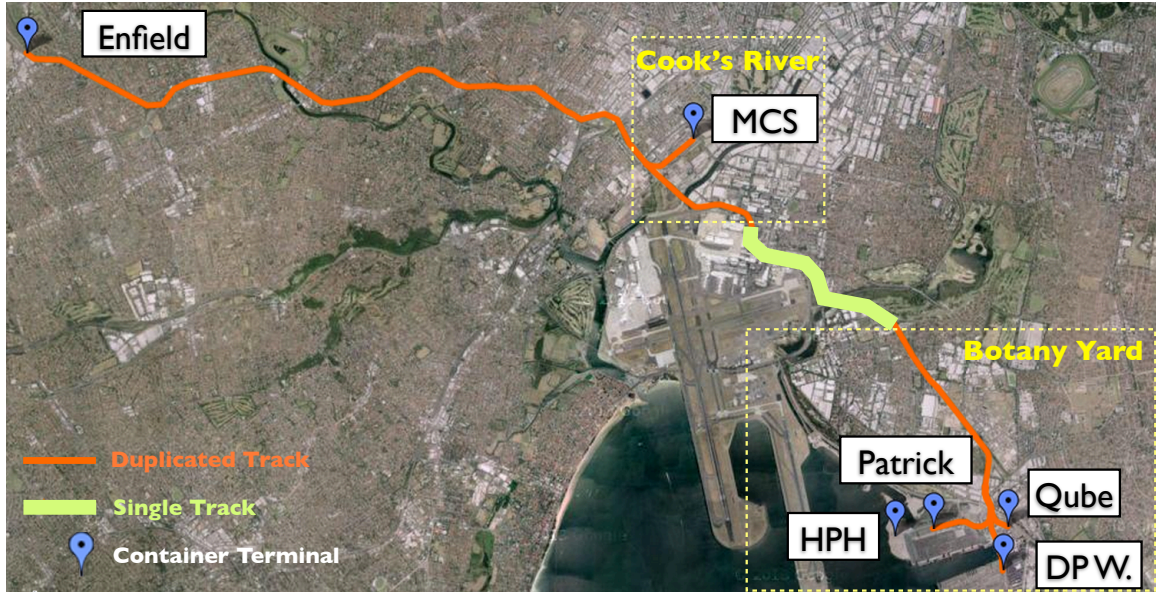 Enfield
Cook's River
MCS
Botany Yard
Patrick
Qube
HPH
DP W.
Duplicated Track
Single Track
Container Terminal